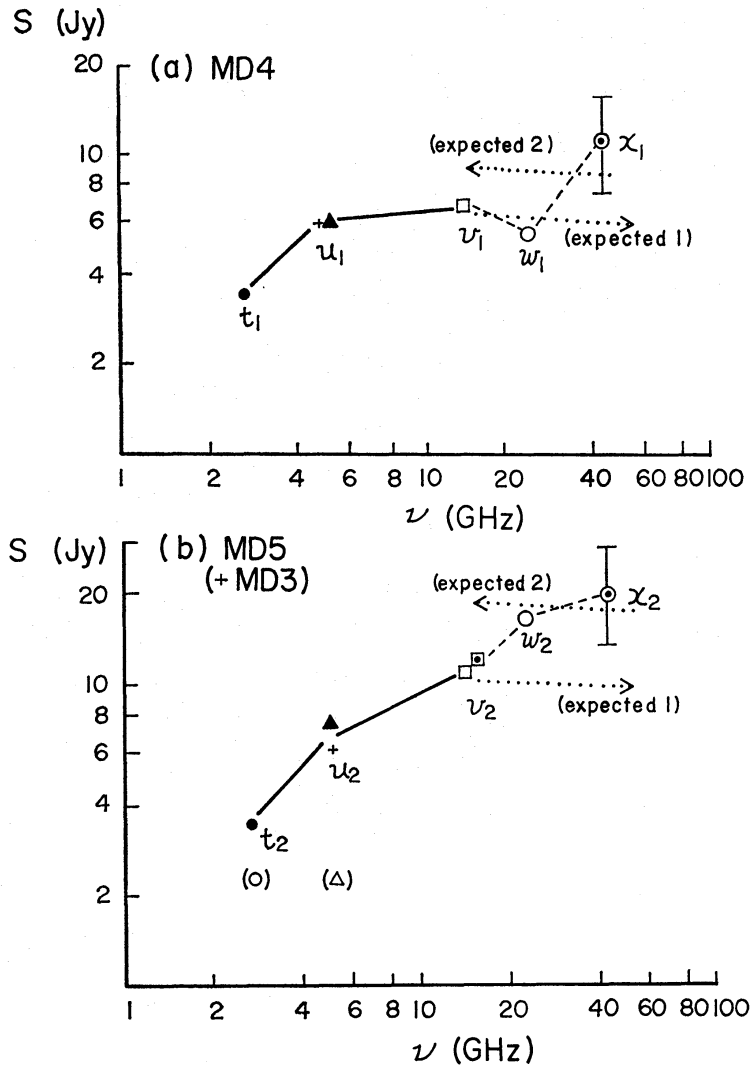 S (Jy)
(a) MD4
20
10
8
6
4
2
(expected 2)
(expected 1)
t1
u1
v1
w1
x1
1 2 4 6 8 10 20 40 60 80 100
ν (GHz)
S (Jy)
(b) MD5
(+MD3)
20
10
8
6
4
2
(expected 2)
(expected 1)
t2
u2
v2
w2
x2
1 2 4 6 8 10 20 40 60 80 100
ν (GHz)